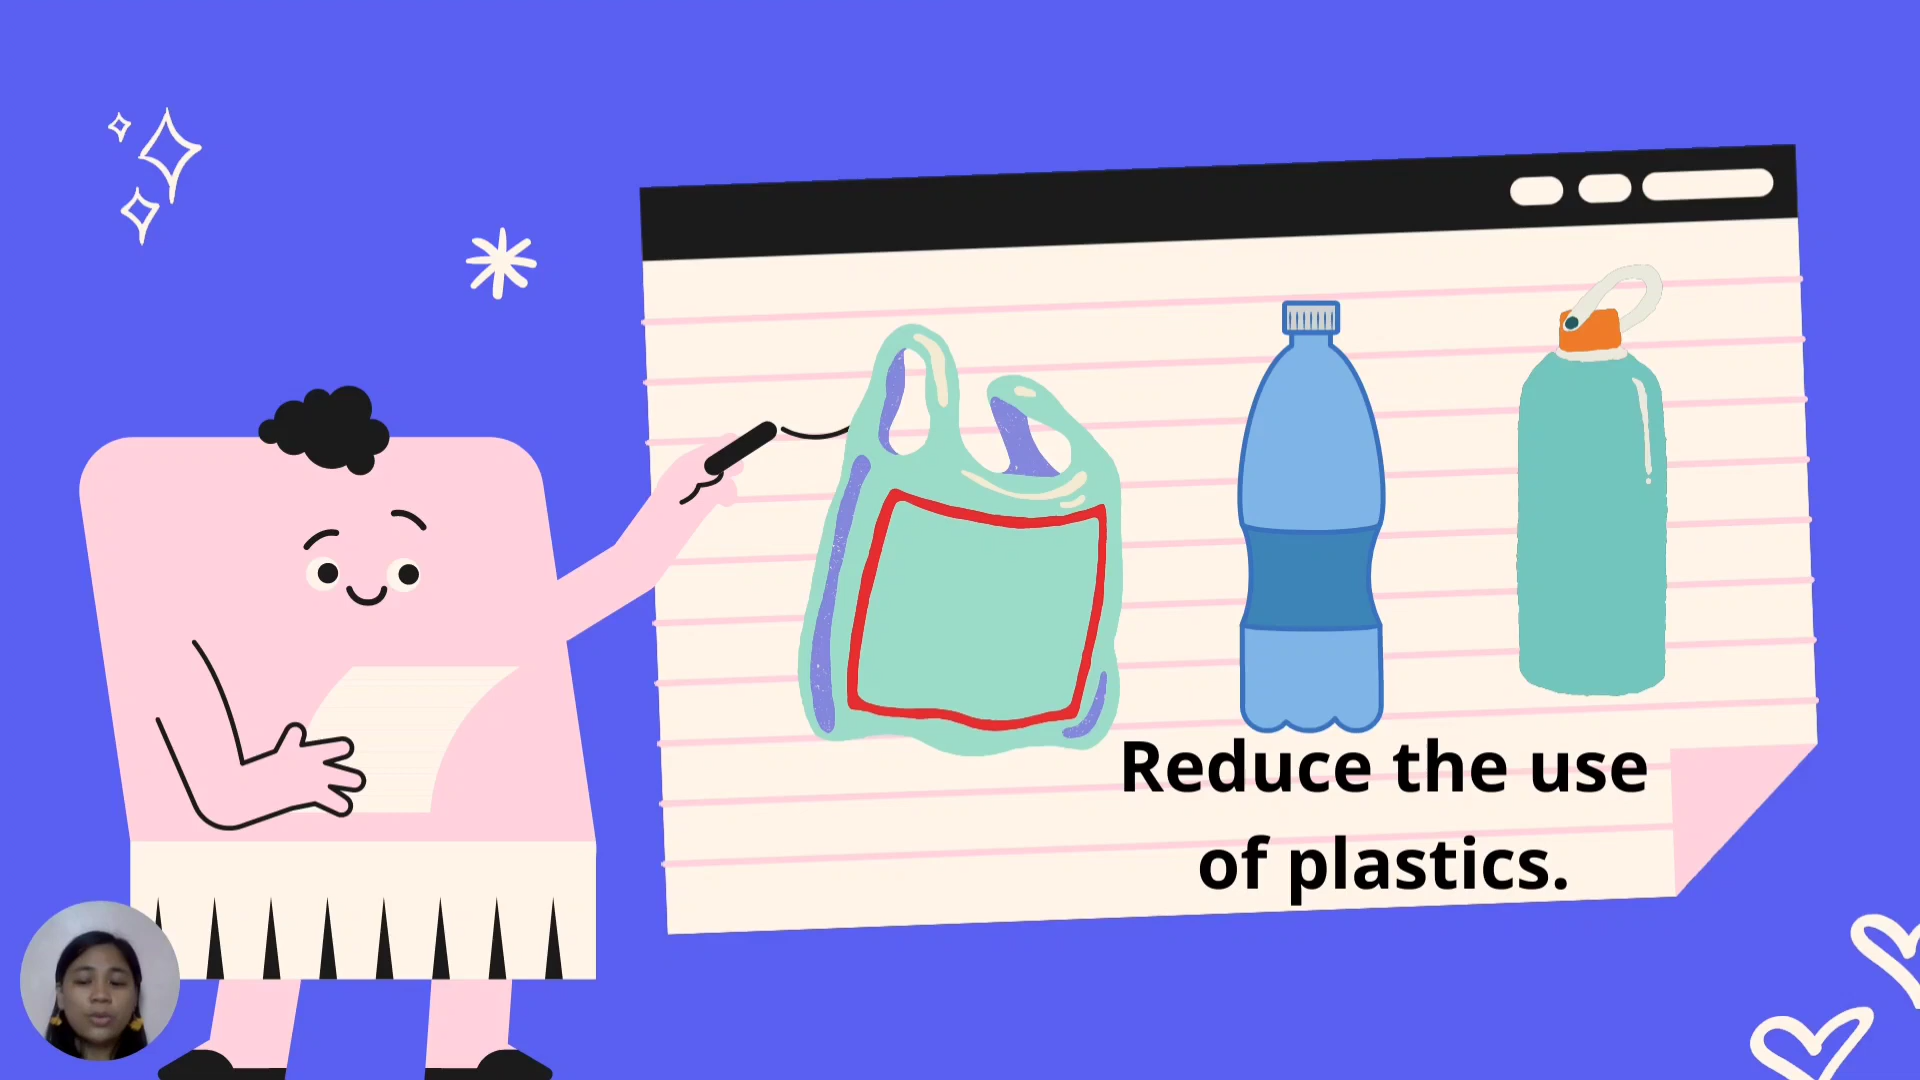 Reduce the use
of plastics.